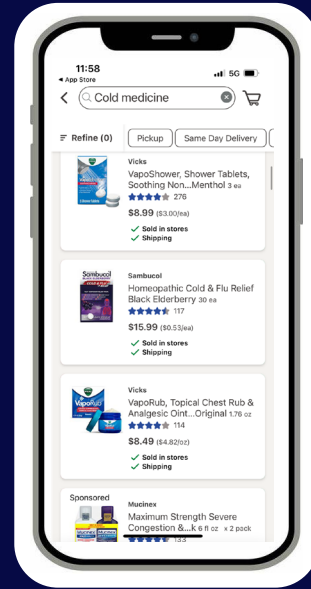 11:58
App Store
5G
Cold medicine
Refine (0)
Pickup
Same Day Delivery
Vicks
VapoShower, Shower Tablets,
Soothing Non...Menthol 3 ea
276
$8.99 ($3.00/ea)
Sold in stores
Shipping
Sambucol
Sambucol
Homeopathic Cold & Flu Relief
Black Elderberry 30 ea
117
$15.99 ($0.53/ea)
Sold in stores
Shipping
VapoRub
Vicks
VapoRub, Topical Chest Rub &
Analgesic Oint...Original 1.76 oz
114
$8.49 ($4.82/oz)
Sold in stores
Shipping
Sponsored
Mucinex
Maximum Strength Severe
Congestion &...k 6 fl oz x 2 pack
133